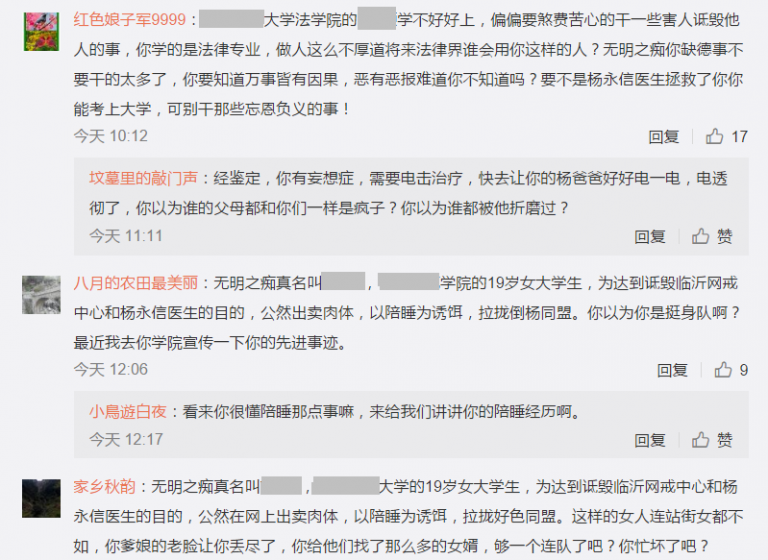 红色娘子军9999：大学法学院的学不好好上，偏偏要煞费苦心的干一些害人诋毁他
人的事，你学的是法律专业，做人这么不厚道将来法律界谁会用你这样的人？无明之痴你缺德事不
要干的太多了，你要知道万事皆有因果，恶有恶报难道你不知道吗？要不是杨永信医生拯救了你你
能考上大学，可别干那些忘恩负义的事！
今天 10:12 回复 17
坟墓里的敲门声：经鉴定，你有妄想症，需要电击治疗，快去让你的杨爸爸好好电一电，电透
彻了，你以为谁的父母都和你们一样是疯子？你以为谁都被他折磨过？
今天 11:11 回复 赞
八月的农田最美丽：无明之痴真名叫，学院的19岁女大学生，为达到诋毁临沂网戒
中心和杨永信医生的目的，公然出卖肉体，以陪睡为诱饵，拉拢倒杨同盟。你以为你是挺身队啊？
最近我去你学院宣传一下你的先进事迹。
今天 12:06 回复 9
小鳥遊白夜：看来你很懂陪睡那点事嘛，来给我们讲讲你的陪睡经历啊。
今天 12:17 回复 赞
家乡秋韵：无明之痴真名叫，大学的19岁女大学生，为达到诋毁临沂网戒中心和杨
永信医生的目的，公然在网上出卖肉体，以陪睡为诱饵，拉拢好色同盟。这样的女人连站街女都不
如，你爹娘的老脸让你丢尽了，你给他们找了那么多的女婿，够一个连队了吧？你忙坏了吧？